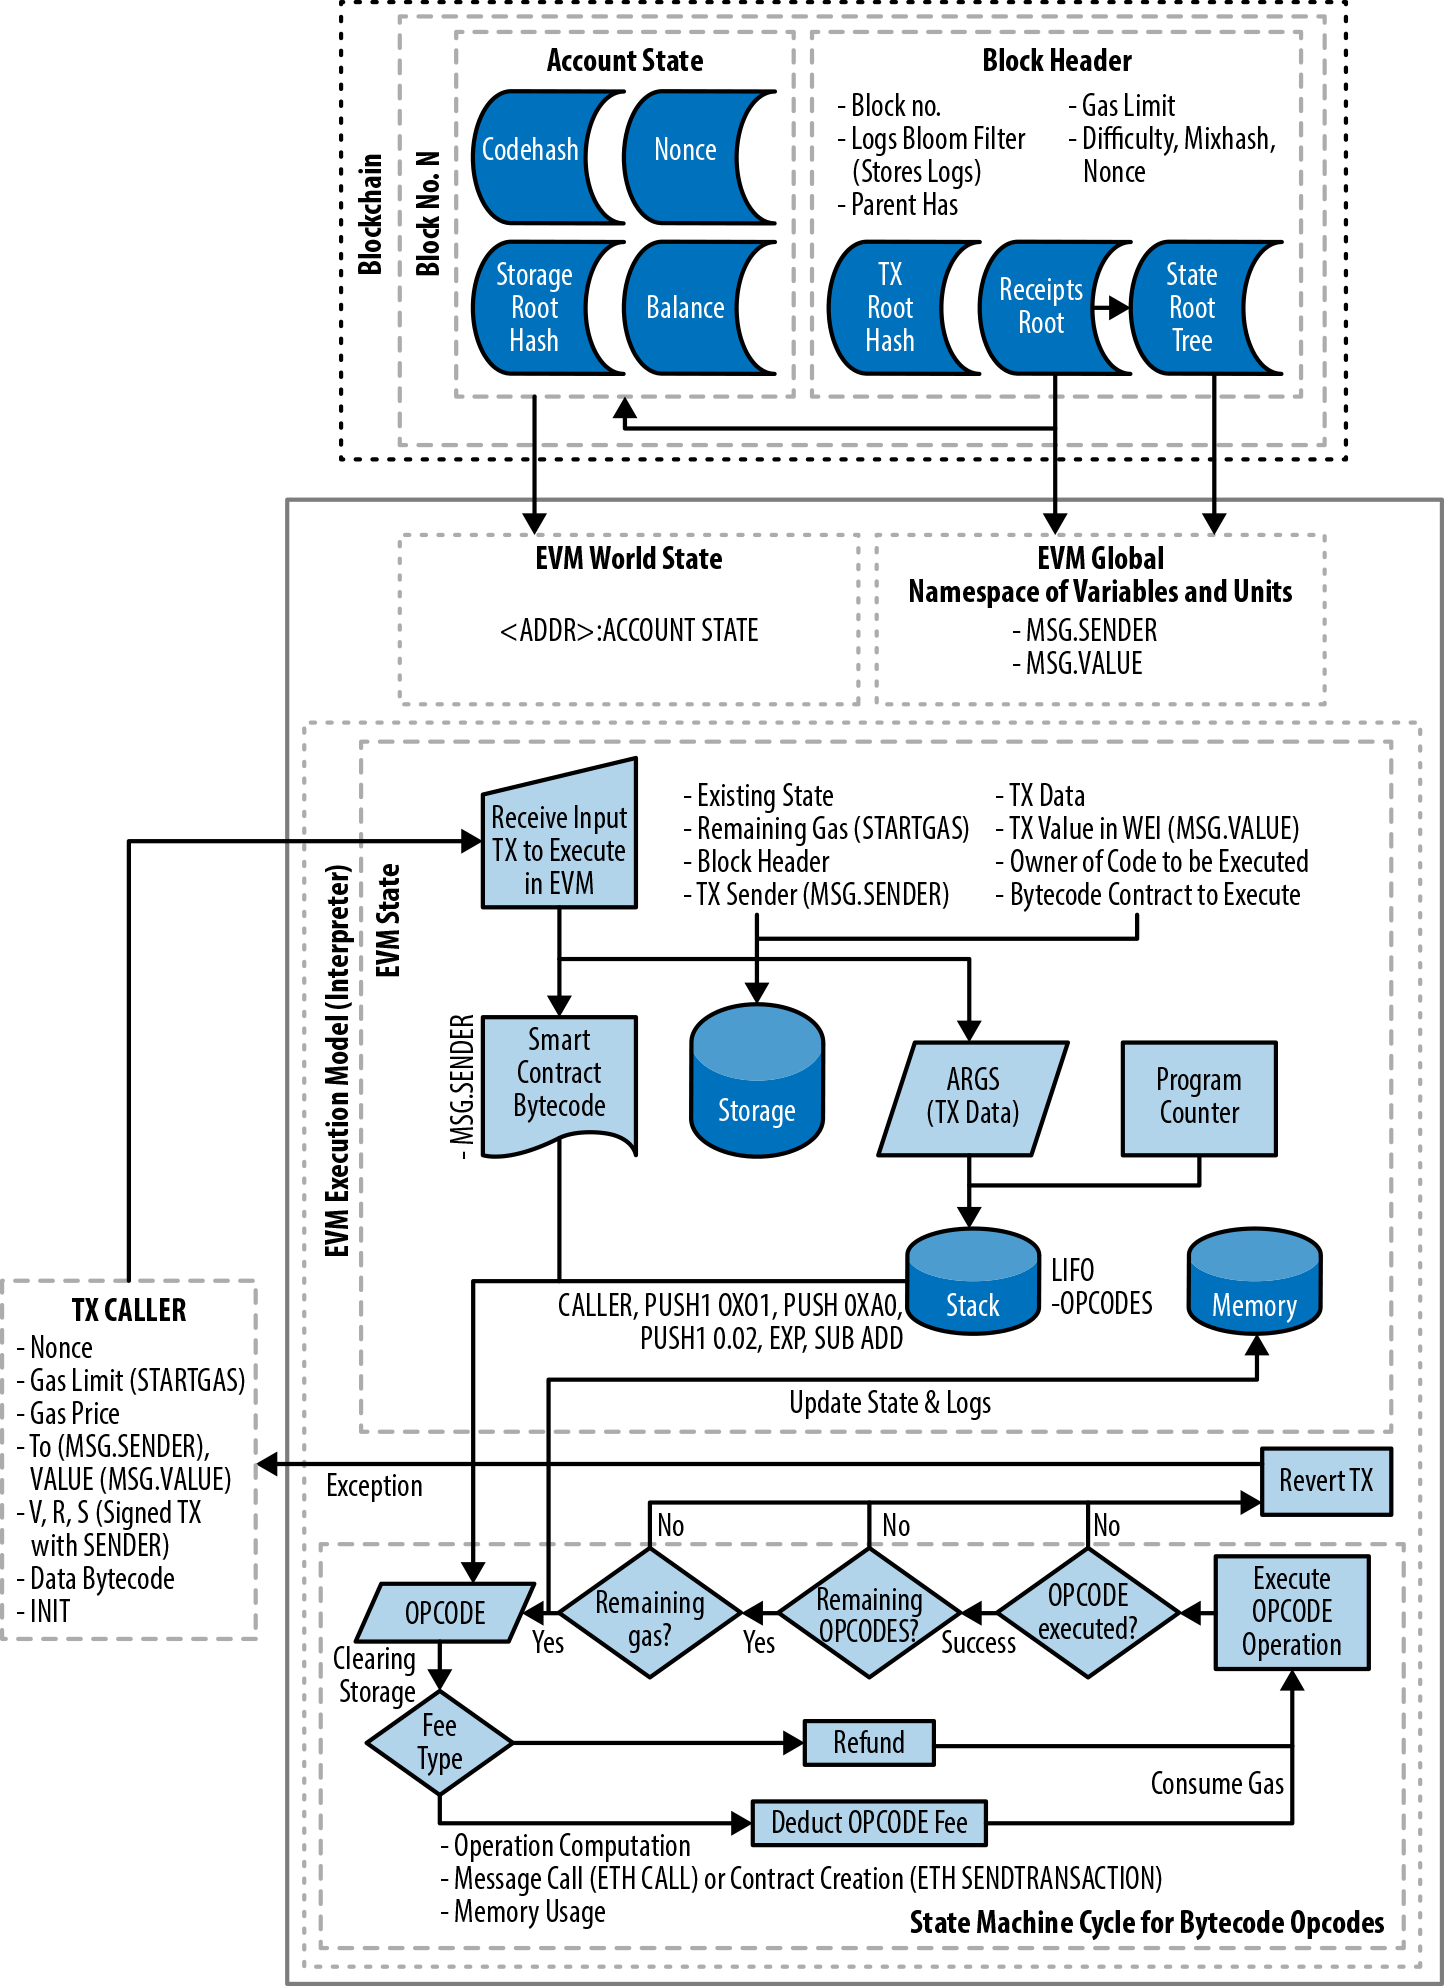 Blockchain
Block No. N
Account State
Codehash
Nonce
Storage
Root
Hash
Balance
Block Header
- Block no.
- Logs Bloom Filter
(Stores Logs)
- Parent Has
- Gas Limit
- Difficulty, Mixhash,
Nonce
TX
Root
Hash
Receipts
Root
State
Root
Tree
EVM World State
<ADDR>:ACCOUNT STATE
EVM Global
Namespace of Variables and Units
- MSG.SENDER
- MSG.VALUE
EVM Execution Model (Interpreter)
EVM State
Receive Input
TX to Execute
in EVM
- Existing State
- Remaining Gas (STARTGAS)
- Block Header
- TX Sender (MSG.SENDER)
- TX Data
- TX Value in WEI (MSG.VALUE)
- Owner of Code to be Executed
- Bytecode Contract to Execute
- MSG.SENDER
Smart
Contract
Bytecode
Storage
ARGS
(TX Data)
Program
Counter
Stack
LIFO
-OPCODES
Memory
CALLER, PUSH1 0X01, PUSH 0XA0,
PUSH1 0.02, EXP, SUB ADD
Update State & Logs
TX CALLER
- Nonce
- Gas Limit (STARTGAS)
- Gas Price
- To (MSG.SENDER),
VALUE (MSG.VALUE)
- V, R, S (Signed TX
with SENDER)
- Data Bytecode
- INIT
Exception
Revert TX
No
No
No
OPCODE
Yes
Remaining
gas?
Yes
Remaining
OPCODES?
Success
OPCODE
executed?
Execute
OPCODE
Operation
Clearing
Storage
Fee
Type
Refund
Consume Gas
Deduct OPCODE Fee
- Operation Computation
- Message Call (ETH CALL) or Contract Creation (ETH SENDTRANSACTION)
- Memory Usage
State Machine Cycle for Bytecode Opcodes